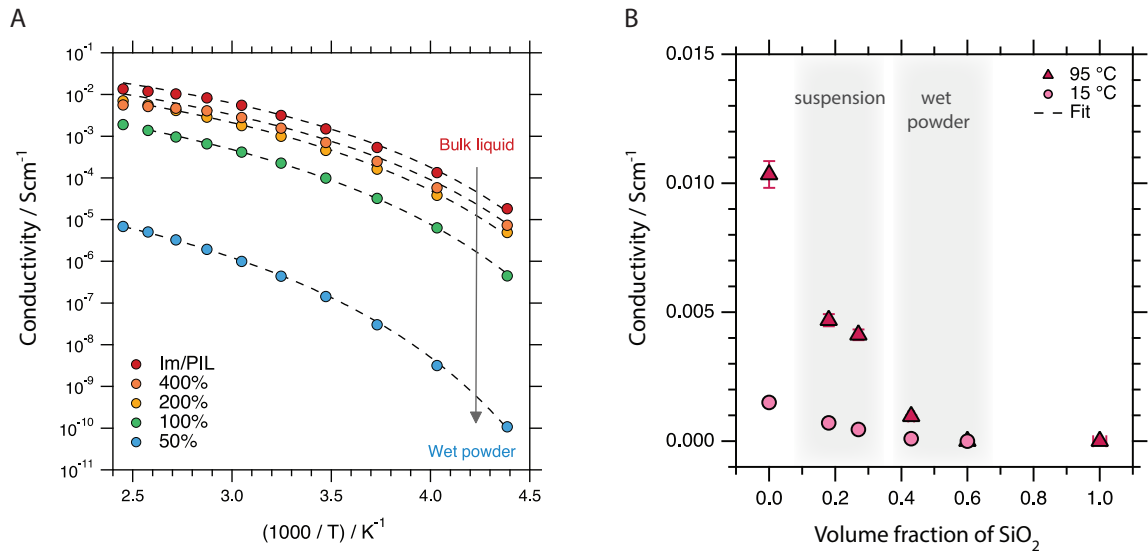 A
Conductivity / Scm⁻¹
10⁻¹
10⁻²
10⁻³
10⁻⁴
10⁻⁵
10⁻⁶
10⁻⁷
10⁻⁸
10⁻⁹
10⁻¹⁰
10⁻¹¹
Bulk liquid
Wet powder
Im/PIL
400%
200%
100%
50%
2.5 3.0 3.5 4.0 4.5
(1000 / T) / K⁻¹
B
Conductivity / Scm⁻¹
0.015
0.010
0.005
0.000
suspension
wet
powder
95 °C
15 °C
Fit
0.0 0.2 0.4 0.6 0.8 1.0
Volume fraction of SiO₂